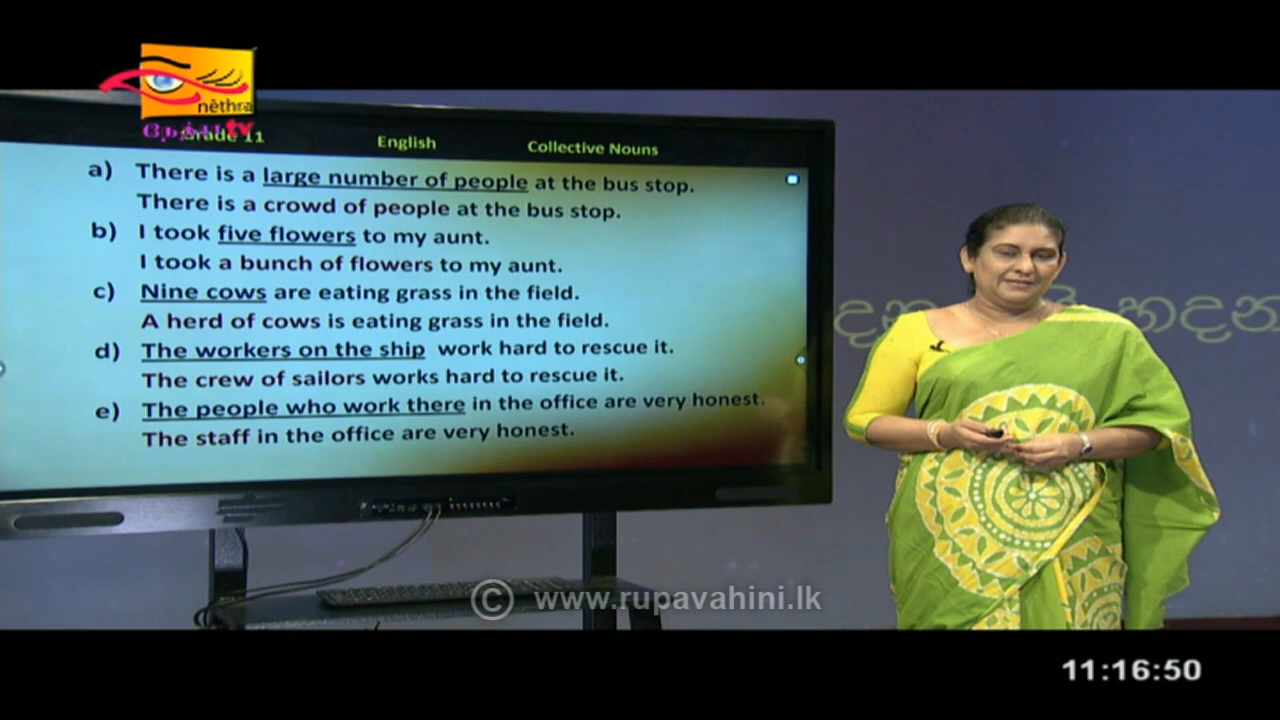 nēthra
நேத்ரா tv
Grade 11 English Collective Nouns
a) There is a large number of people at the bus stop.
There is a crowd of people at the bus stop.
b) I took five flowers to my aunt.
I took a bunch of flowers to my aunt.
c) Nine cows are eating grass in the field.
A herd of cows is eating grass in the field.
d) The workers on the ship work hard to rescue it.
The crew of sailors works hard to rescue it.
e) The people who work there in the office are very honest.
The staff in the office are very honest.
හදන
© www.rupavahini.lk
11:16:50